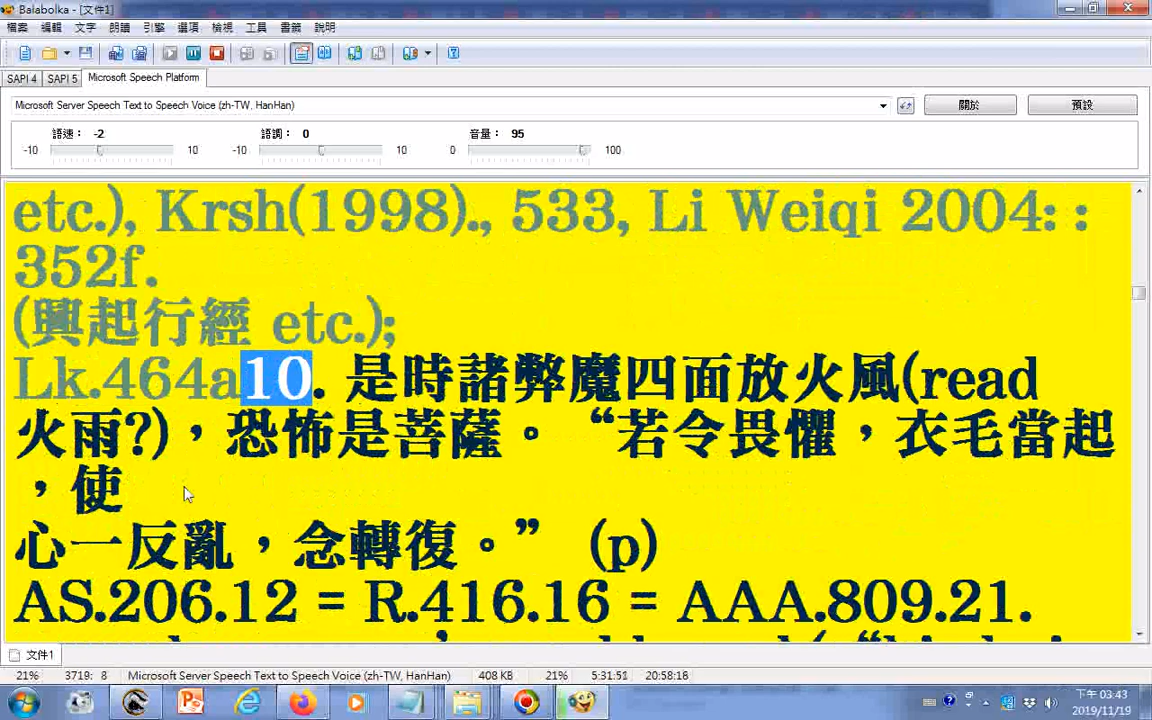 Balabolka - [文件1]
檔案 編輯 文字 朗讀 引擎 選項 檢視 工具 書籤 說明
SAPI 4 SAPI 5 Microsoft Speech Platform
Microsoft Server Speech Text to Speech Voice (zh-TW, HanHan) 關於 預設
語速： -2 語調： 0 音量： 95
-10 10 -10 10 0 100
etc.), Krsh(1998)., 533, Li Weiqi 2004: :
352f.
(興起行經 etc.);
Lk.464a10. 是時諸弊魔四面放火風(read
火雨?)，恐怖是菩薩。“若令畏懼，衣毛當起
，使
心一反亂，念轉復。” (p)
AS.206.12 = R.416.16 = AAA.809.21.
文件1
21% 3719: 8 Microsoft Server Speech Text to Speech Voice (zh-TW, HanHan) 408 KB 21% 5:31:51 20:58:18
下午 03:43
2019/11/19